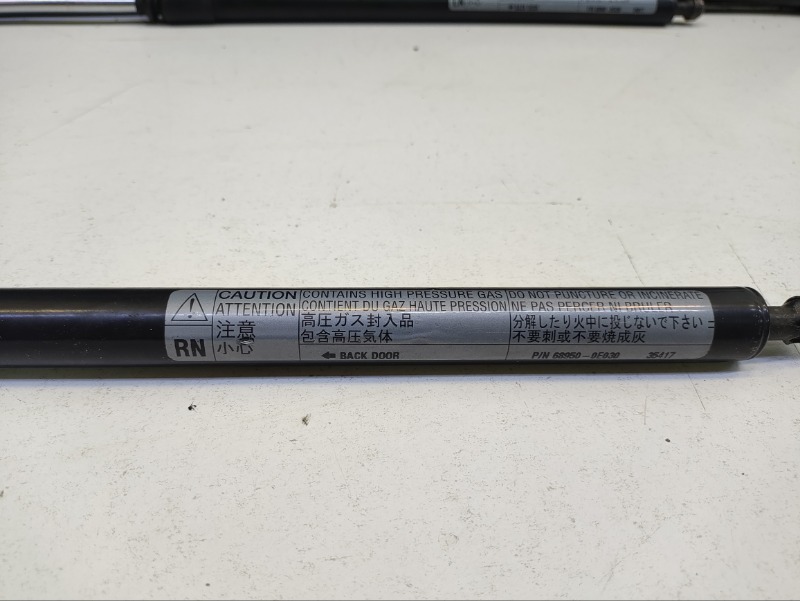 CAUTION
ATTENTION
注意
小心
RN
CONTAINS HIGH PRESSURE GAS
CONTIENT DU GAZ HAUTE PRESSION
高圧ガス封入品
包含高圧気体
← BACK DOOR
DO NOT PUNCTURE OR INCINERATE
NE PAS PERCER NI BRULER
分解したり火中に投じないで下さい
不要刺或不要焼成灰
P/N 68950-0E030 35417